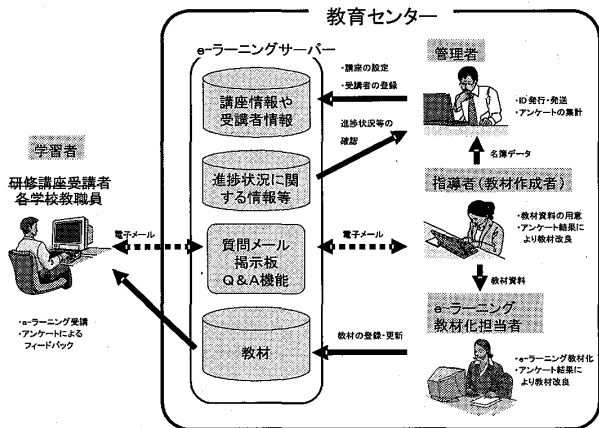 教育センター
e-ラーニングサーバー
講座情報や
受講者情報
進捗状況に関
する情報等
質問メール
掲示板
Q&A機能
教材
学習者
研修講座受講者
各学校教職員
・e-ラーニング受講
・アンケートによる
フィードバック
電子メール
・講座の設定
・受講者の登録
進捗状況等の
確認
電子メール
教材の登録・更新
管理者
・ID発行・発送
・アンケートの集計
名簿データ
指導者(教材作成者)
・教材資料の用意
・アンケート結果に
より教材改良
教材資料
e-ラーニング
教材化担当者
・e-ラーニング教材化
・アンケート結果に
より教材改良